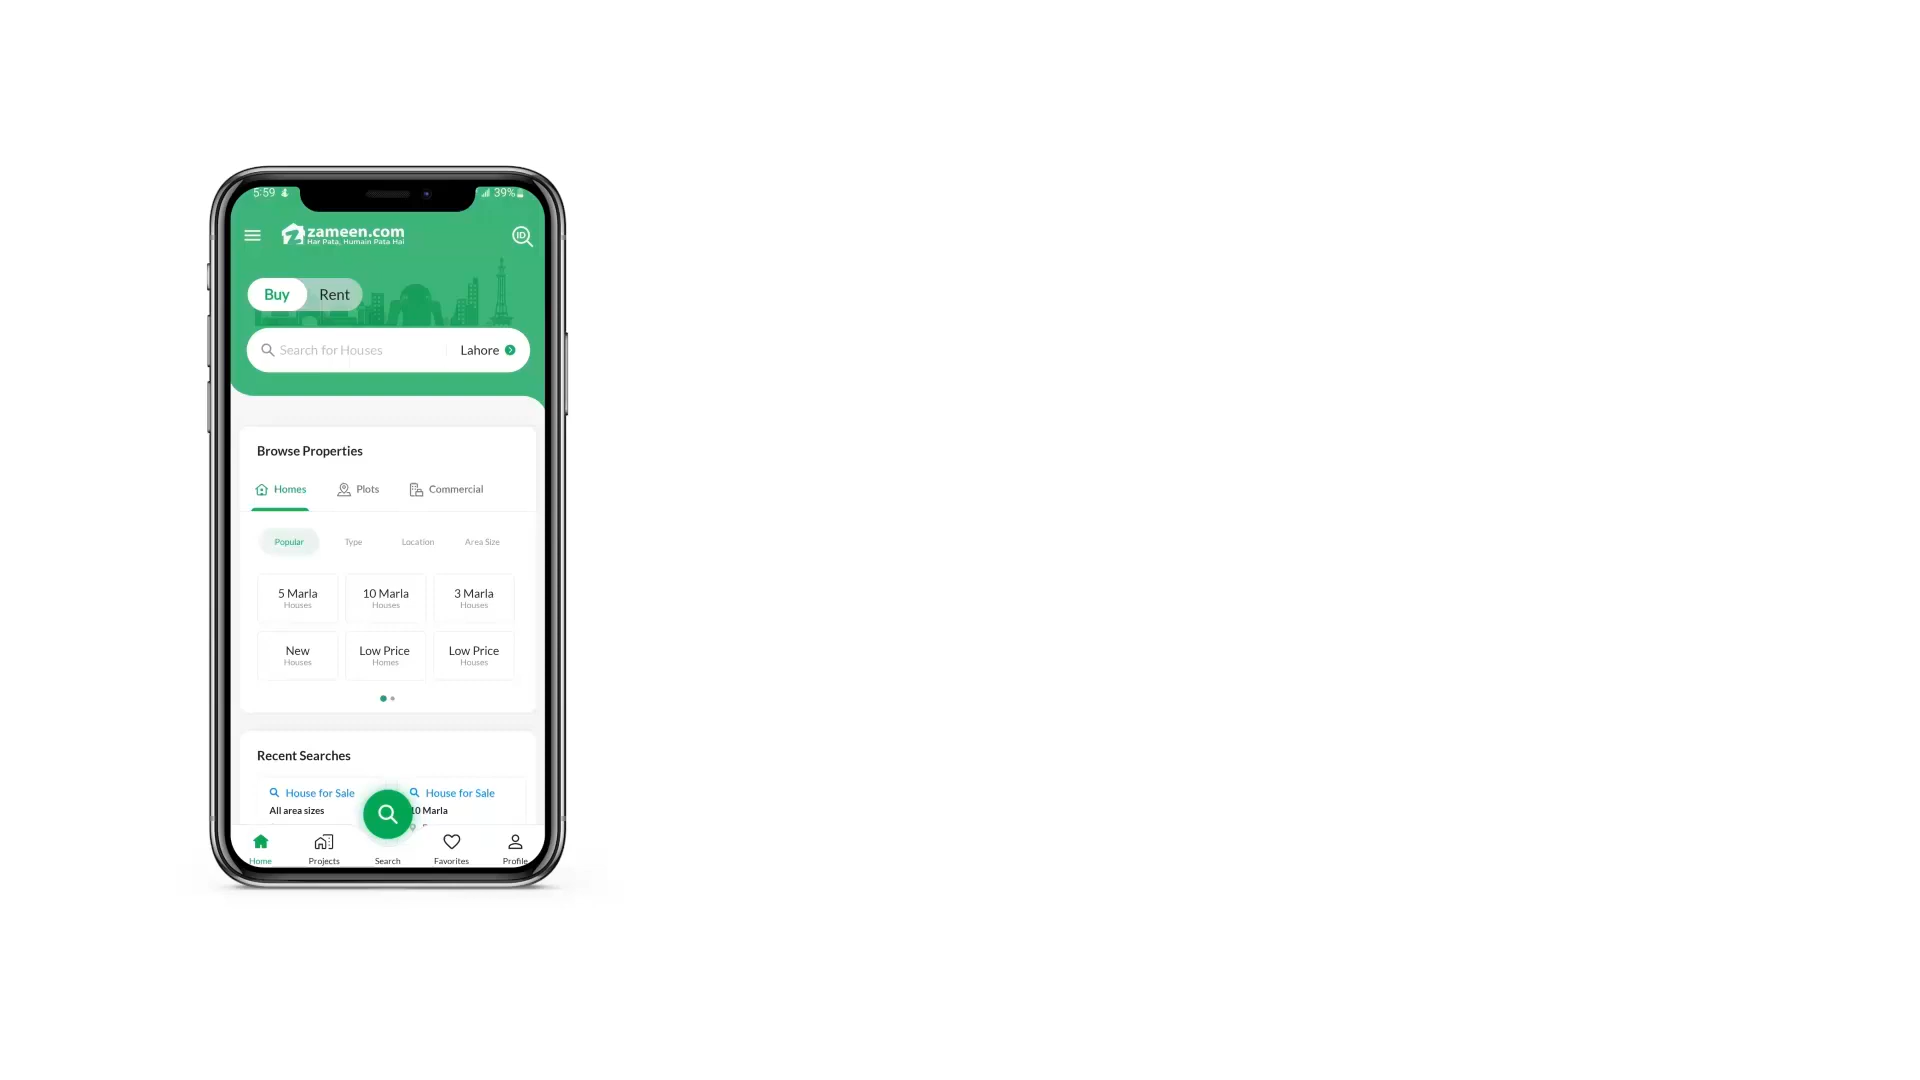 5:59
39%
zameen.com
Har Pata, Humain Pata Hai
ID
Buy
Rent
Search for Houses
Lahore
Browse Properties
Homes
Plots
Commercial
Popular
Type
Location
Area Size
5 Marla
Houses
10 Marla
Houses
3 Marla
Houses
New
Houses
Low Price
Homes
Low Price
Houses
Recent Searches
House for Sale
All area sizes
House for Sale
10 Marla
Home
Projects
Search
Favorites
Profile